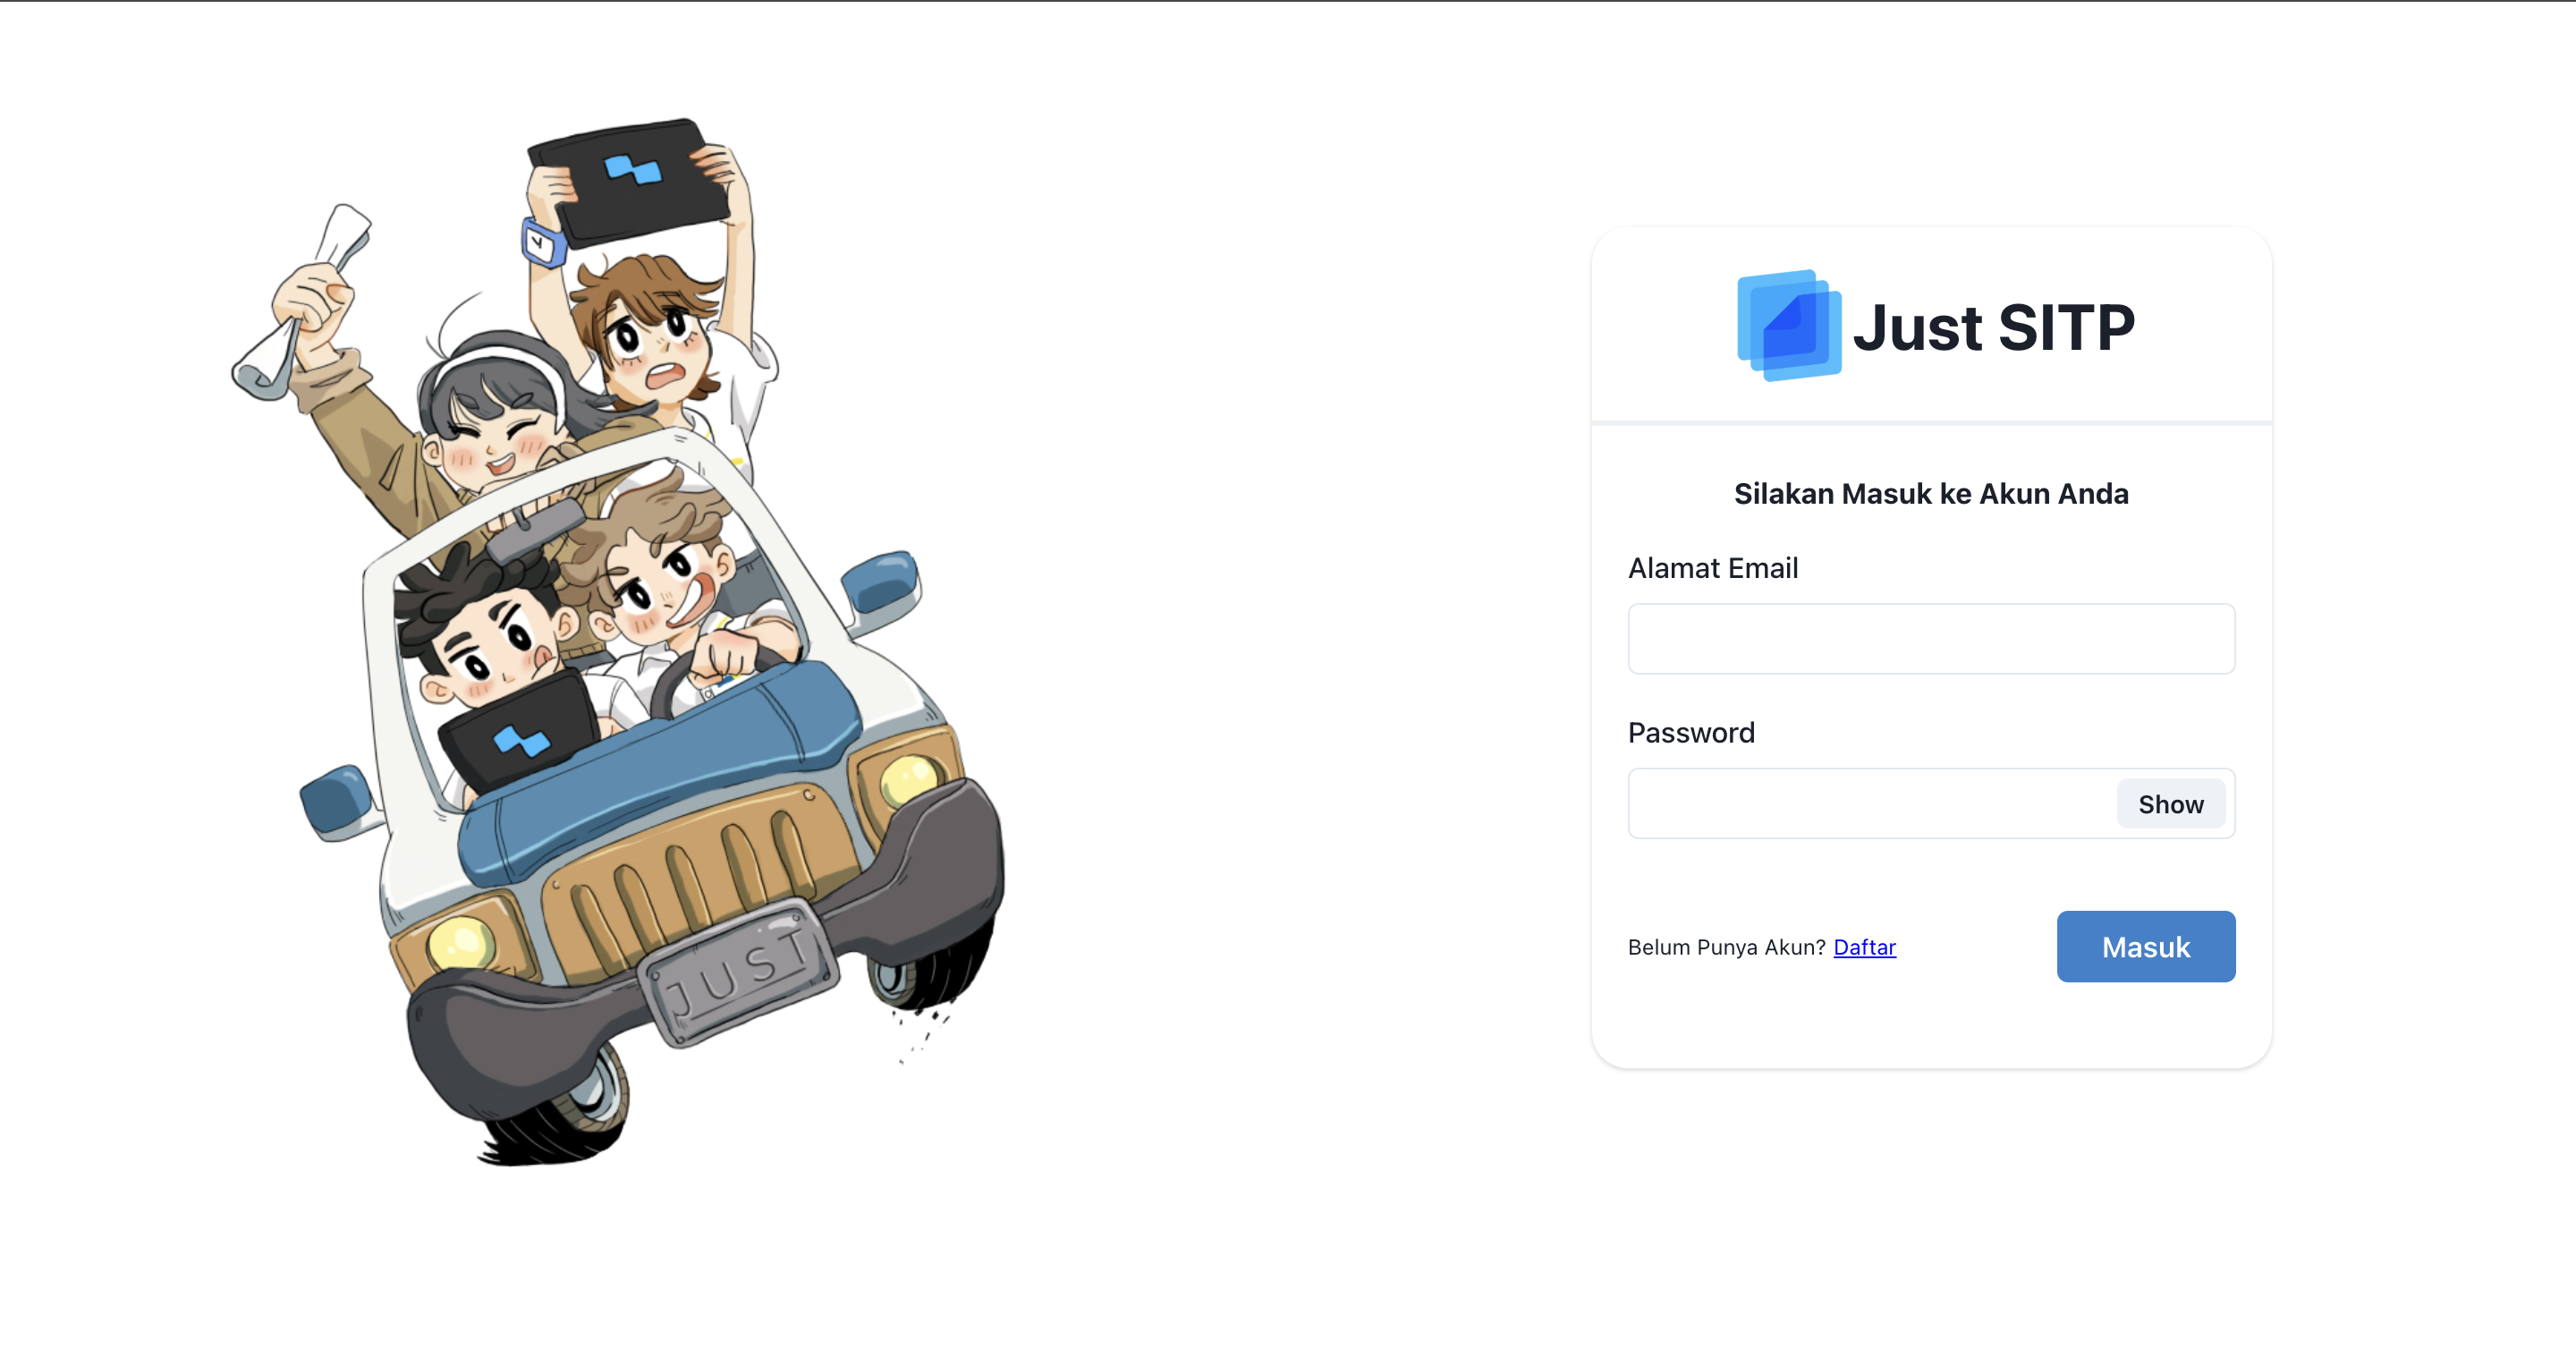 Just SITP
Silakan Masuk ke Akun Anda
Alamat Email
Password
Show
Belum Punya Akun? Daftar
Masuk
JUST